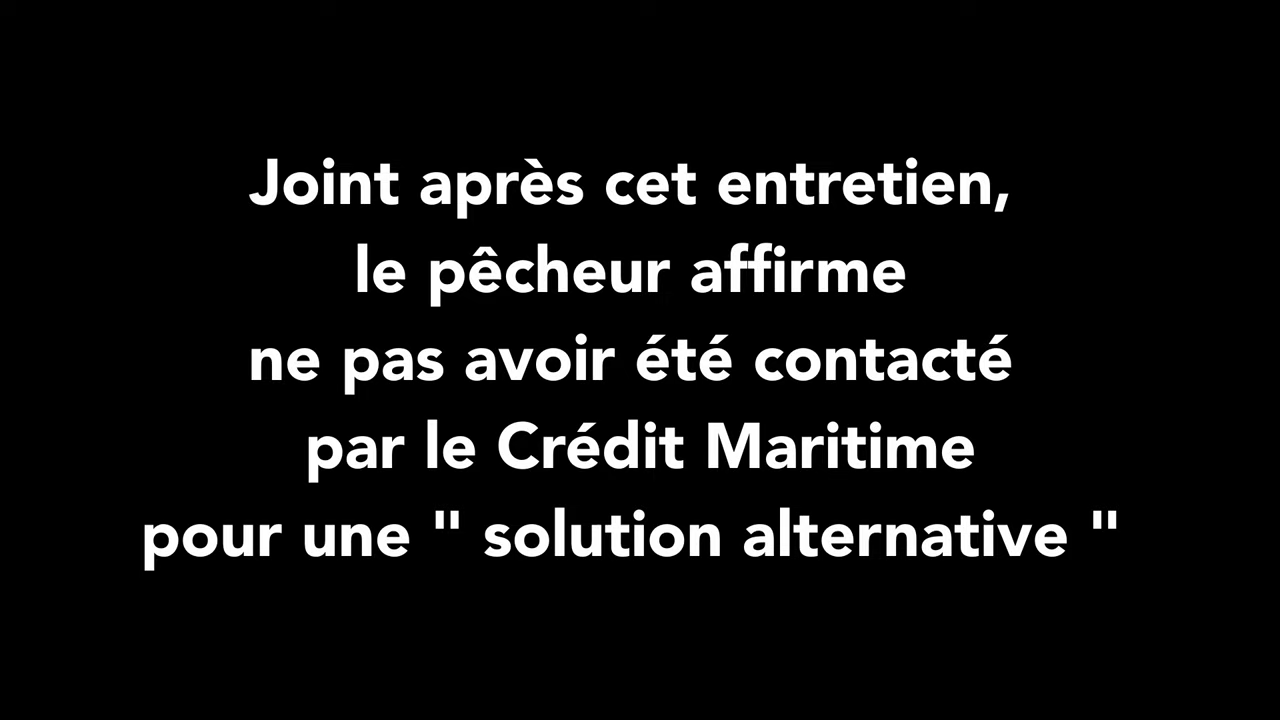 Joint après cet entretien,
le pêcheur affirme
ne pas avoir été contacté
par le Crédit Maritime
pour une " solution alternative "